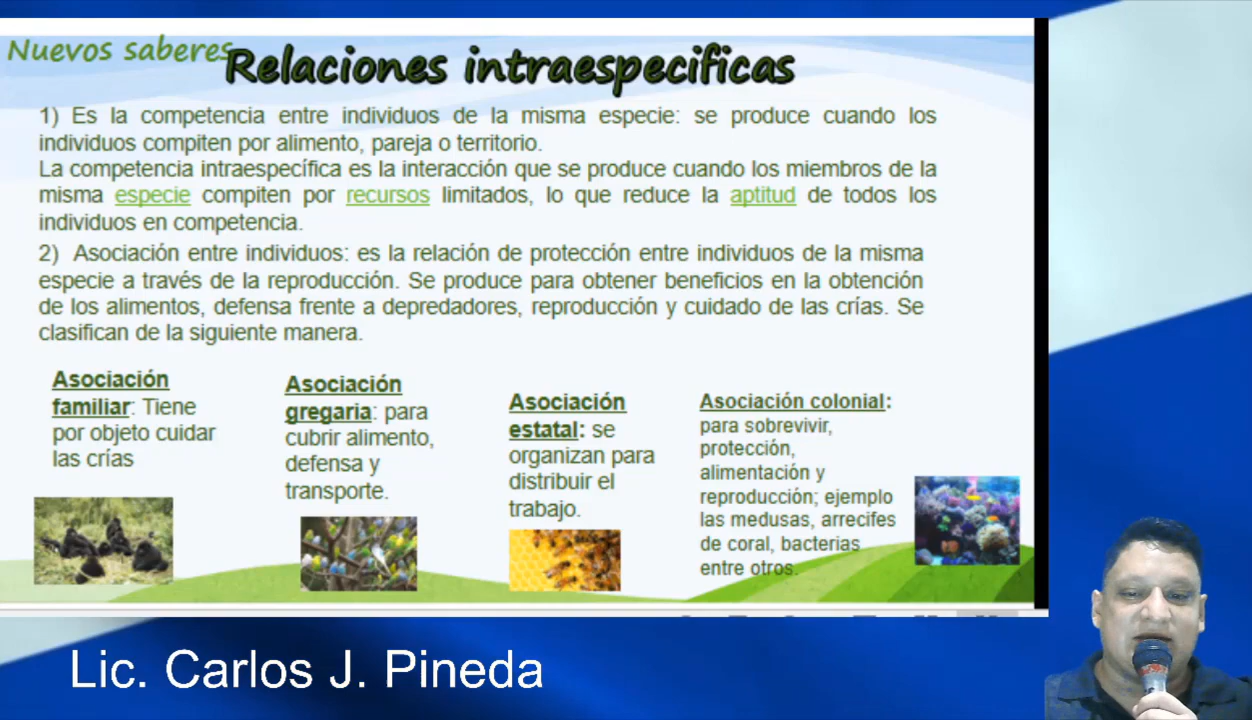 Nuevos saberes
Relaciones intraespecificas
1) Es la competencia entre individuos de la misma especie: se produce cuando los
individuos compiten por alimento, pareja o territorio.
La competencia intraespecífica es la interacción que se produce cuando los miembros de la
misma especie compiten por recursos limitados, lo que reduce la aptitud de todos los
individuos en competencia.
2) Asociación entre individuos: es la relación de protección entre individuos de la misma
especie a través de la reproducción. Se produce para obtener beneficios en la obtención
de los alimentos, defensa frente a depredadores, reproducción y cuidado de las crías. Se
clasifican de la siguiente manera.
Asociación
familiar: Tiene
por objeto cuidar
las crías
Asociación
gregaria: para
cubrir alimento,
defensa y
transporte.
Asociación
estatal: se
organizan para
distribuir el
trabajo.
Asociación colonial:
para sobrevivir,
protección,
alimentación y
reproducción; ejemplo
las medusas, arrecifes
de coral, bacterias
entre otros.
Lic. Carlos J. Pineda